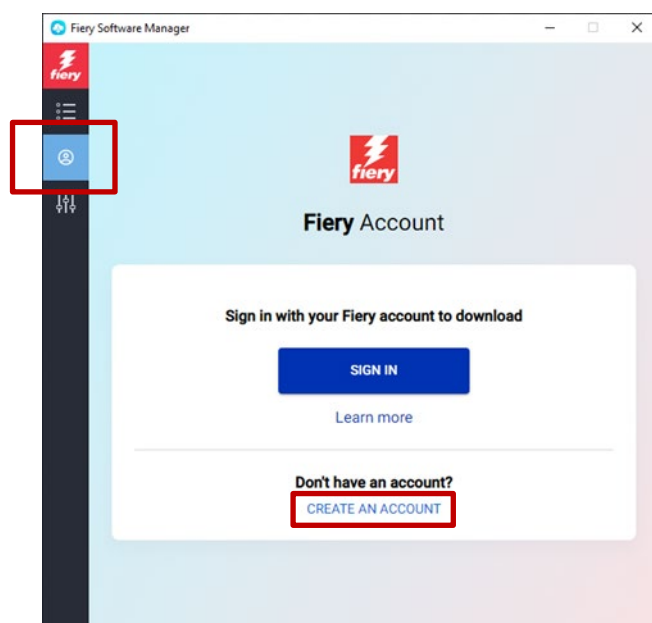 Fiery Software Manager
fiery
fiery
Fiery Account
Sign in with your Fiery account to download
SIGN IN
Learn more
Don't have an account?
CREATE AN ACCOUNT